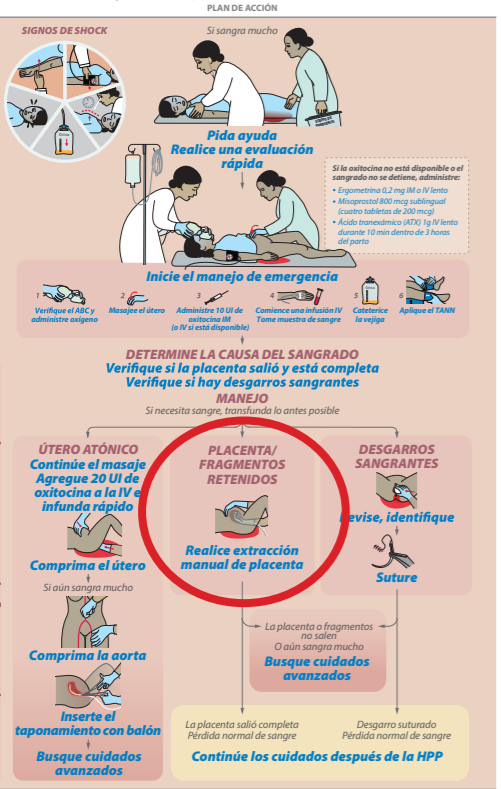 PLAN DE ACCIÓN
SIGNOS DE SHOCK
Si sangra mucho
Pida ayuda
Realice una evaluación
rápida
Si la oxitocina no está disponible o el
sangrado no se detiene, administre:
• Ergometrina 0,2 mg IM o IV lento
• Misoprostol 800 mcg sublingual
(cuatro tabletas de 200 mcg)
• Ácido tranexámico (ATX) 1g IV lento
durante 10 min dentro de 3 horas
del parto
Inicie el manejo de emergencia
1
Verifique el ABC y
administre oxígeno
2
Masajee el útero
3
Administre 10 UI de
oxitocina IM
(o IV si está disponible)
4
Comience una infusión IV
Tome muestra de sangre
5
Cateterice
la vejiga
6
Aplique el TANN
DETERMINE LA CAUSA DEL SANGRADO
Verifique si la placenta salió y está completa
Verifique si hay desgarros sangrantes
MANEJO
Si necesita sangre, transfunda lo antes posible
ÚTERO ATÓNICO
Continúe el masaje
Agregue 20 UI de
oxitocina a la IV e
infunda rápido
Comprima el útero
Si aún sangra mucho
Comprima la aorta
Inserte el
taponamiento con balón
Busque cuidados
avanzados
PLACENTA/
FRAGMENTOS
RETENIDOS
Realice extracción
manual de placenta
DESGARROS
SANGRANTES
Revise, identifique
Suture
La placenta o fragmentos
no salen
O aún sangra mucho
Busque cuidados
avanzados
La placenta salió completa
Pérdida normal de sangre
Desgarro suturado
Pérdida normal de sangre
Continúe los cuidados después de la HPP